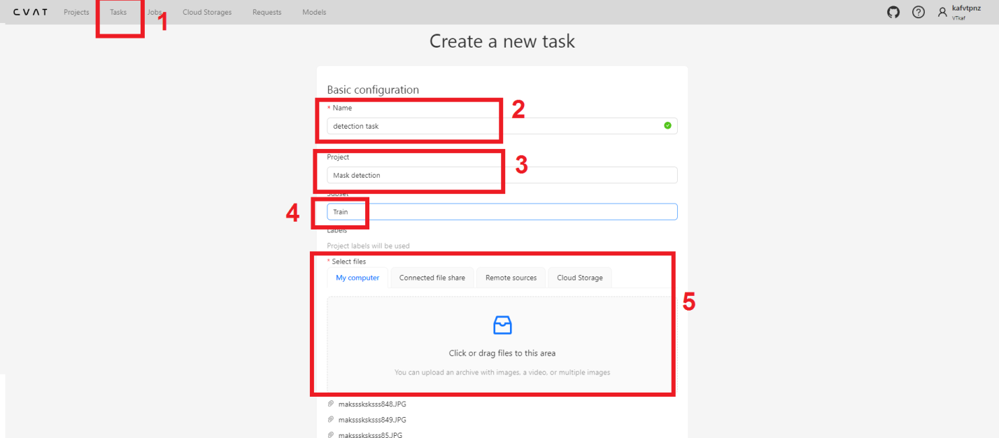 CVAT Projects Tasks Jobs Cloud Storages Requests Models kafvtpnz
VTkaf
1
Create a new task
Basic configuration
* Name
2
detection task
Project
3
Mask detection
Subset
4
Train
Labels
Project labels will be used
* Select files
My computer Connected file share Remote sources Cloud Storage
5
Click or drag files to this area
You can upload an archive with images, a video, or multiple images
maksssksksss848.JPG
maksssksksss849.JPG
maksssksksss85.JPG